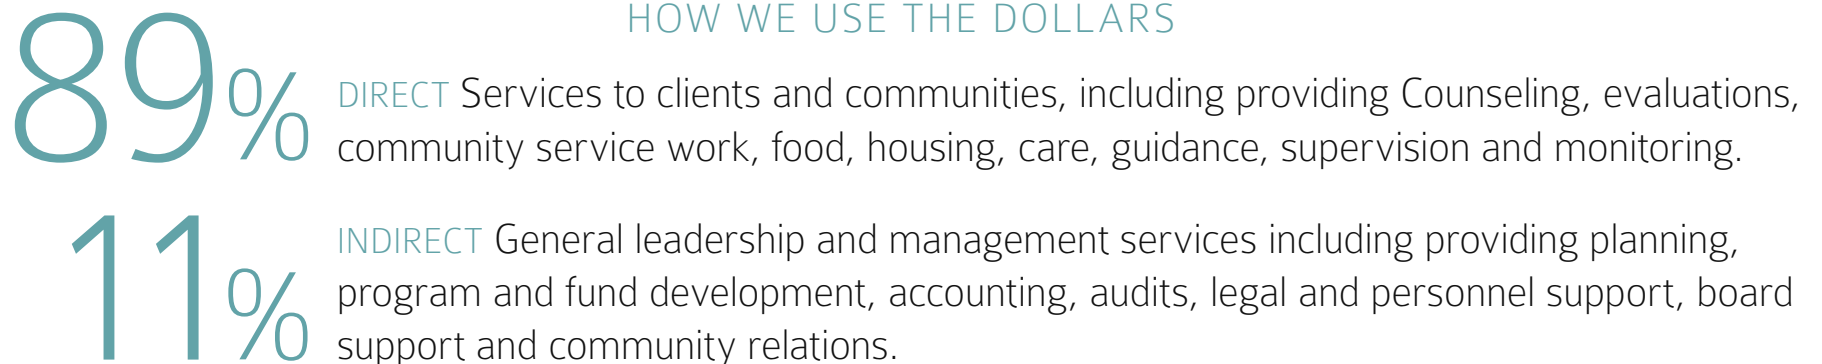 HOW WE USE THE DOLLARS
89% DIRECT Services to clients and communities, including providing Counseling, evaluations,
community service work, food, housing, care, guidance, supervision and monitoring.
11% INDIRECT General leadership and management services including providing planning,
program and fund development, accounting, audits, legal and personnel support, board
support and community relations.